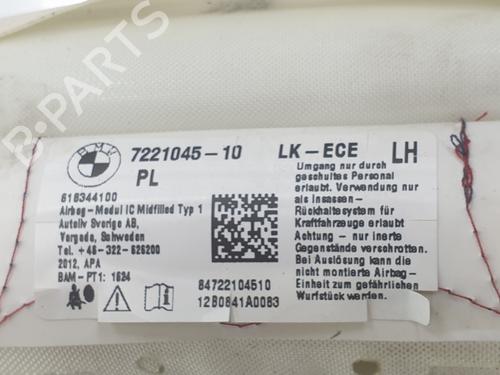 BMW
7221045-10
LK-ECE
LH
PL
618344100
Airbag-Modul IC Midfilled Typ 1
Autoliv Sverige AB,
Vargada, Schweden
Tel. +46-322-626200
2012, APA
BAM-PT1: 1624
84722104510
12B0841A0083
Umgang nur durch
geschultes Personal
erlaubt. Verwendung nur
als Insassen-
Rückhaltesystem für
Kraftfahrzeuge erlaubt
Achtung - nur inerte
Gegenstände verschrotten.
Bei Auslösung kann die
nicht montierte Airbag-
Einheit zum gefährlichen
Wurfstück werden.